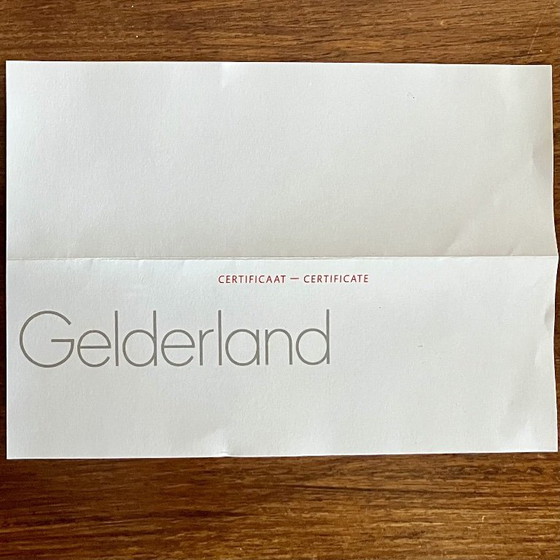 CERTIFICAAT — CERTIFICATE
Gelderland